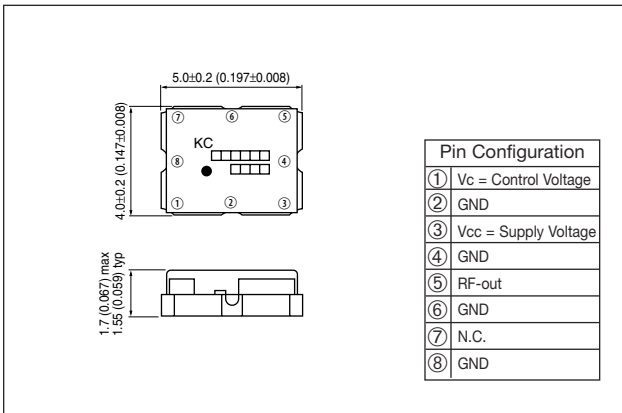 5.0±0.2 (0.197±0.008)
4.0±0.2 (0.147±0.008)
⑦ ⑥ ⑤
KC
⑧ ④
① ② ③
1.7 (0.067) max
1.55 (0.059) typ
Pin Configuration
① Vc = Control Voltage
② GND
③ Vcc = Supply Voltage
④ GND
⑤ RF-out
⑥ GND
⑦ N.C.
⑧ GND